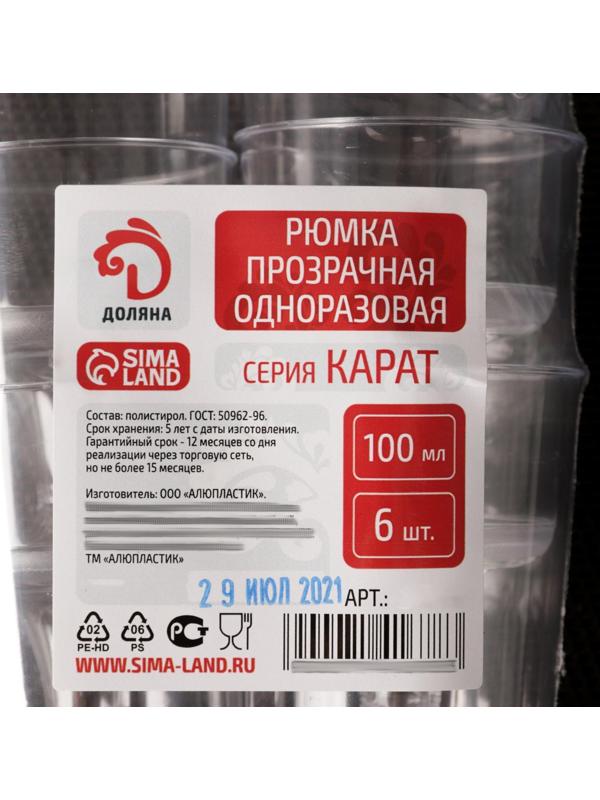 РЮМКА
ПРОЗРАЧНАЯ
ОДНОРАЗОВАЯ
ДОЛЯНА
SIMA
LAND
СЕРИЯ КАРАТ
Состав: полистирол. ГОСТ: 50962-96.
Срок хранения: 5 лет с даты изготовления.
Гарантийный срок - 12 месяцев со дня
реализации через торговую сеть,
но не более 15 месяцев.
100 мл
Изготовитель: ООО «АЛЮПЛАСТИК».
6 шт.
ТМ «АЛЮПЛАСТИК»
29 ИЮЛ 2021
АРТ.:
02
PE-HD
06
PS
РСТ
WWW.SIMA-LAND.RU